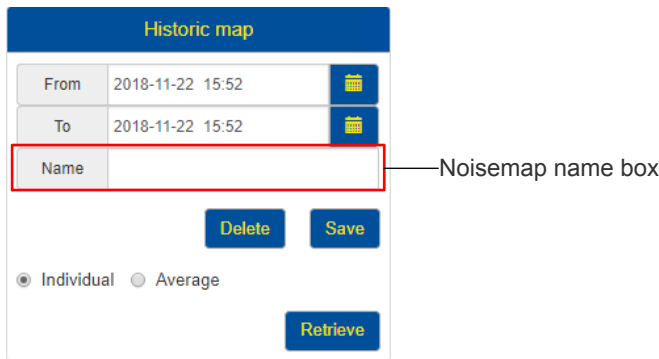 Historic map
From 2018-11-22 15:52
To 2018-11-22 15:52
Name
Noisemap name box
Delete Save
Individual Average
Retrieve